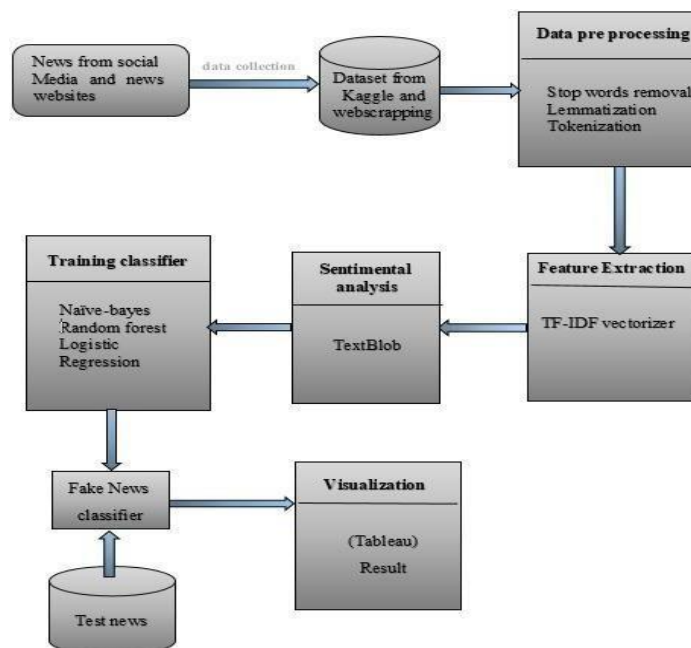 News from social
Media and news
websites
data collection
Dataset from
Kaggle and
webscrapping
Data pre processing
Stop words removal
Lemmatization
Tokenization
Feature Extraction
TF-IDF vectorizer
Sentimental
analysis
TextBlob
Training classifier
Naïve-bayes
Random forest
Logistic
Regression
Fake News
classifier
Test news
Visualization
(Tableau)
Result